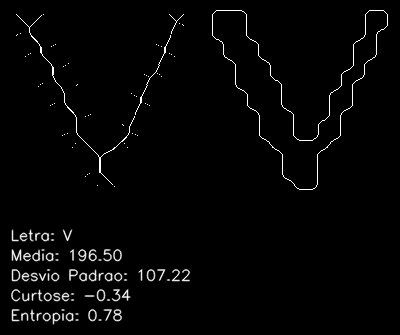 Letra: V
Media: 196.50
Desvio Padrao: 107.22
Curtose: -0.34
Entropia: 0.78